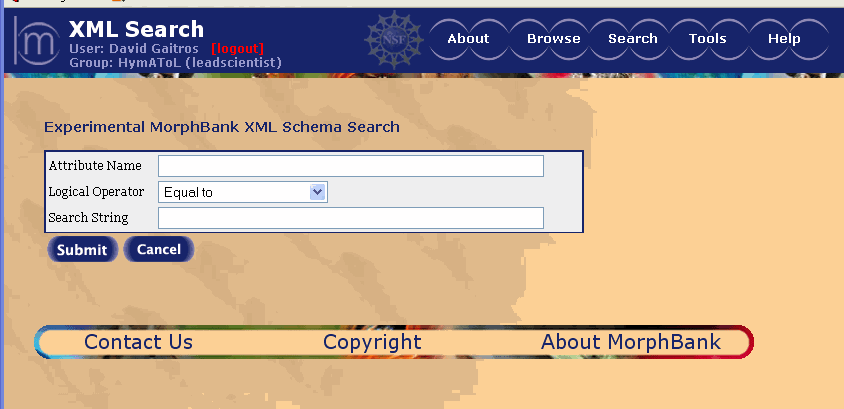 XML Search
User: David Gaitros [logout]
Group: HymAToL (leadscientist)
m
NSF
About Browse Search Tools Help
Experimental MorphBank XML Schema Search
Attribute Name
Logical Operator Equal to
Search String
Submit Cancel
Contact Us Copyright About MorphBank